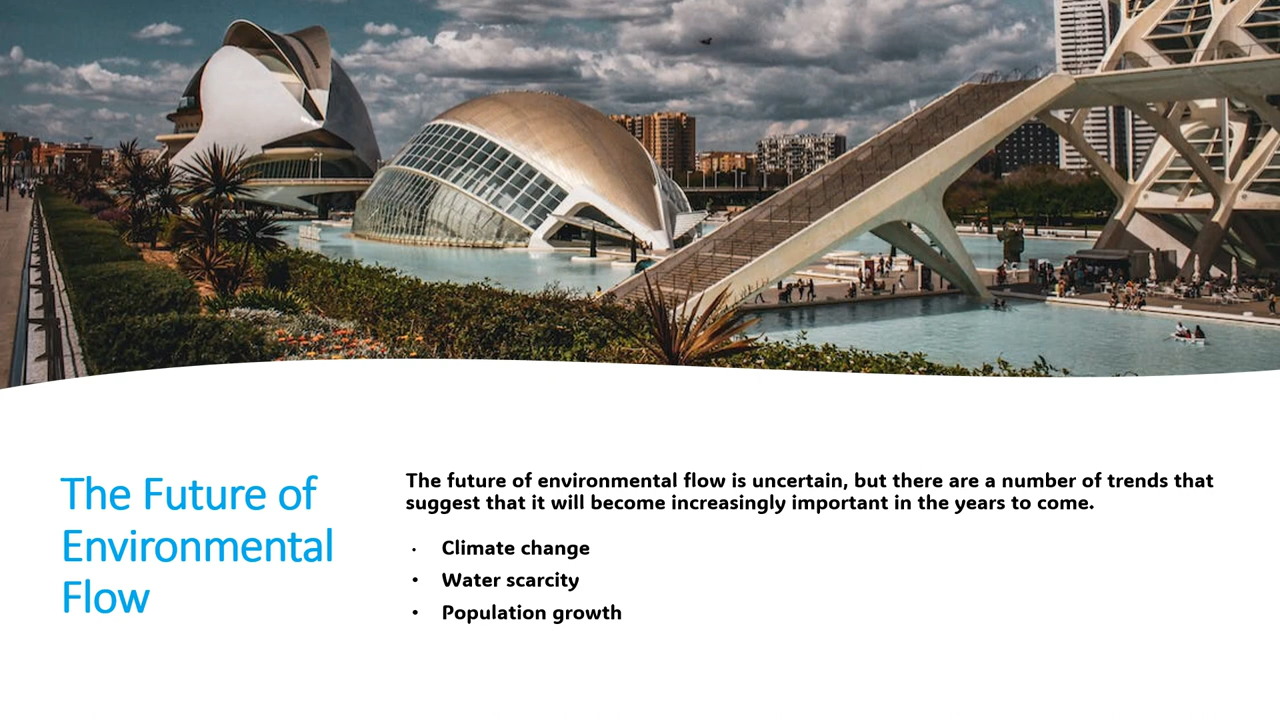 The Future of
Environmental
Flow
The future of environmental flow is uncertain, but there are a number of trends that
suggest that it will become increasingly important in the years to come.
• Climate change
• Water scarcity
• Population growth